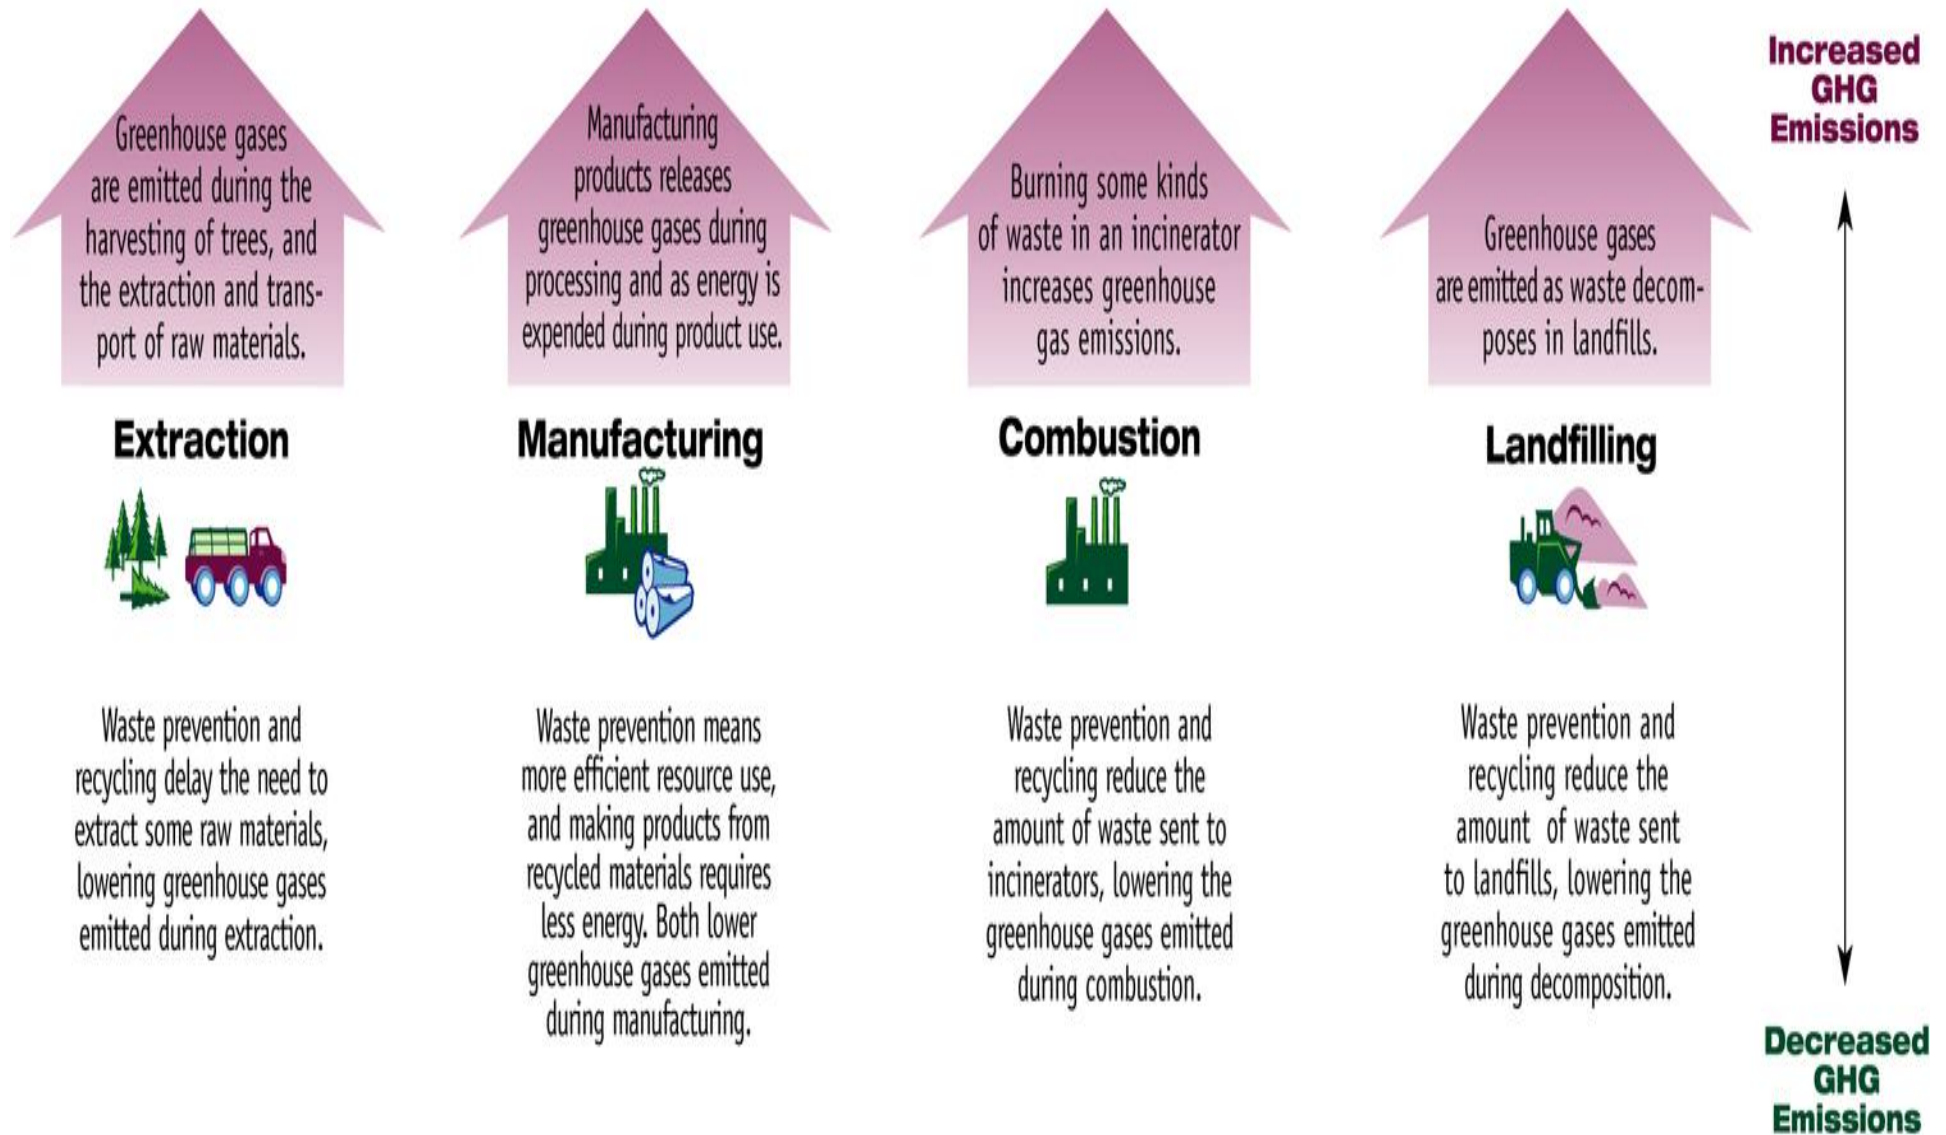 Greenhouse gases
are emitted during the
harvesting of trees, and
the extraction and trans-
port of raw materials.
Manufacturing
products releases
greenhouse gases during
processing and as energy is
expended during product use.
Burning some kinds
of waste in an incinerator
increases greenhouse
gas emissions.
Greenhouse gases
are emitted as waste decom-
poses in landfills.
Increased
GHG
Emissions
Extraction
Manufacturing
Combustion
Landfilling
Waste prevention and
recycling delay the need to
extract some raw materials,
lowering greenhouse gases
emitted during extraction.
Waste prevention means
more efficient resource use,
and making products from
recycled materials requires
less energy. Both lower
greenhouse gases emitted
during manufacturing.
Waste prevention and
recycling reduce the
amount of waste sent to
incinerators, lowering the
greenhouse gases emitted
during combustion.
Waste prevention and
recycling reduce the
amount of waste sent
to landfills, lowering the
greenhouse gases emitted
during decomposition.
Decreased
GHG
Emissions